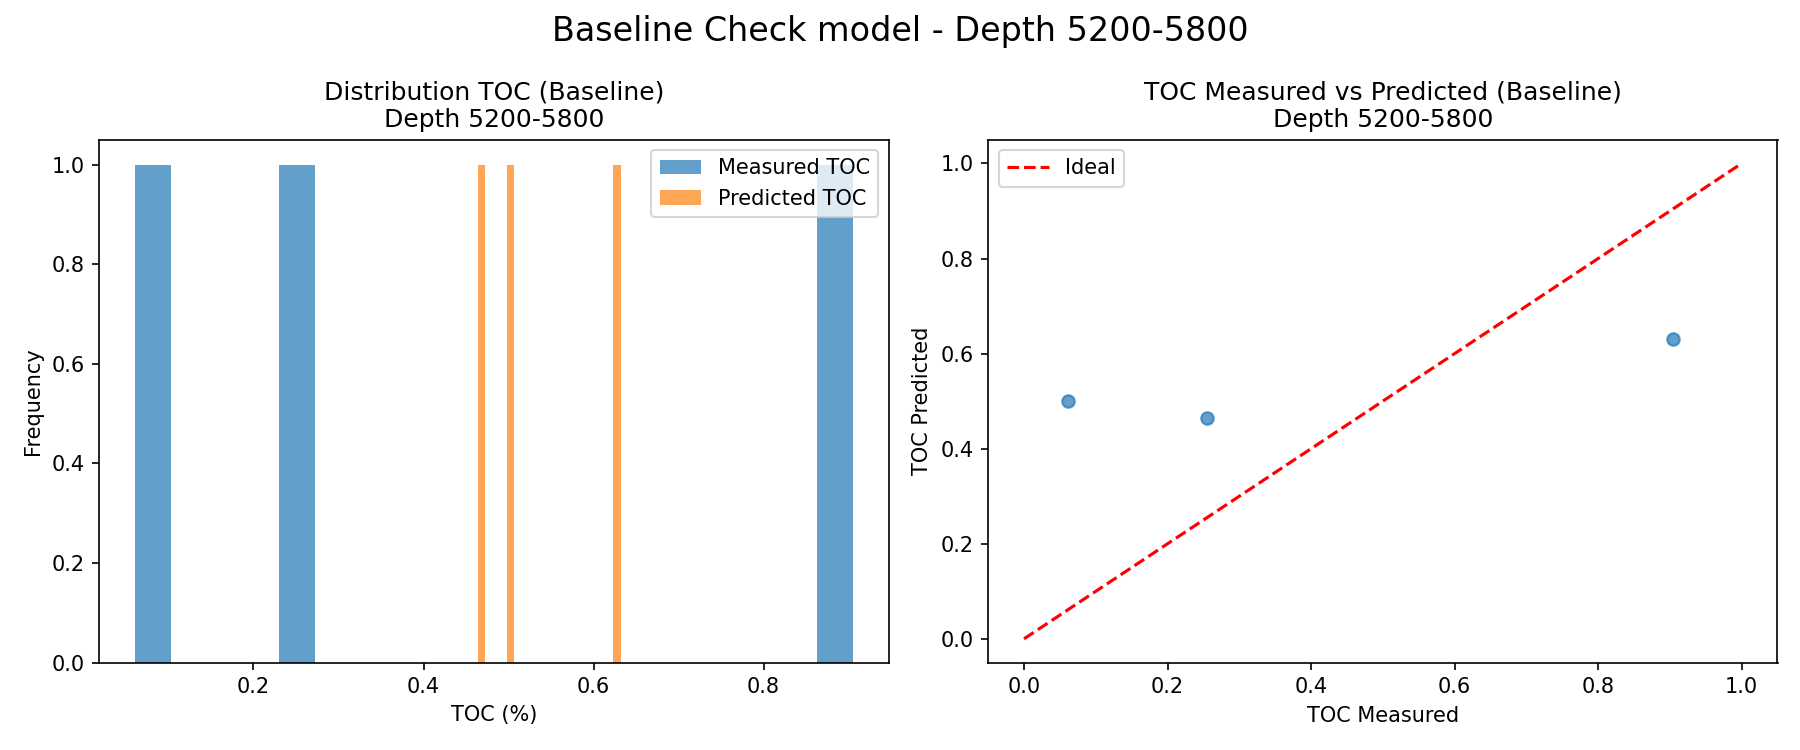 Baseline Check model - Depth 5200-5800
Distribution TOC (Baseline)
Depth 5200-5800
1.0
0.8
0.6
0.4
0.2
0.0
Frequency
0.2
0.4
0.6
0.8
TOC (%)
Measured TOC
Predicted TOC
TOC Measured vs Predicted (Baseline)
Depth 5200-5800
1.0
0.8
0.6
0.4
0.2
0.0
TOC Predicted
0.0
0.2
0.4
0.6
0.8
1.0
TOC Measured
Ideal